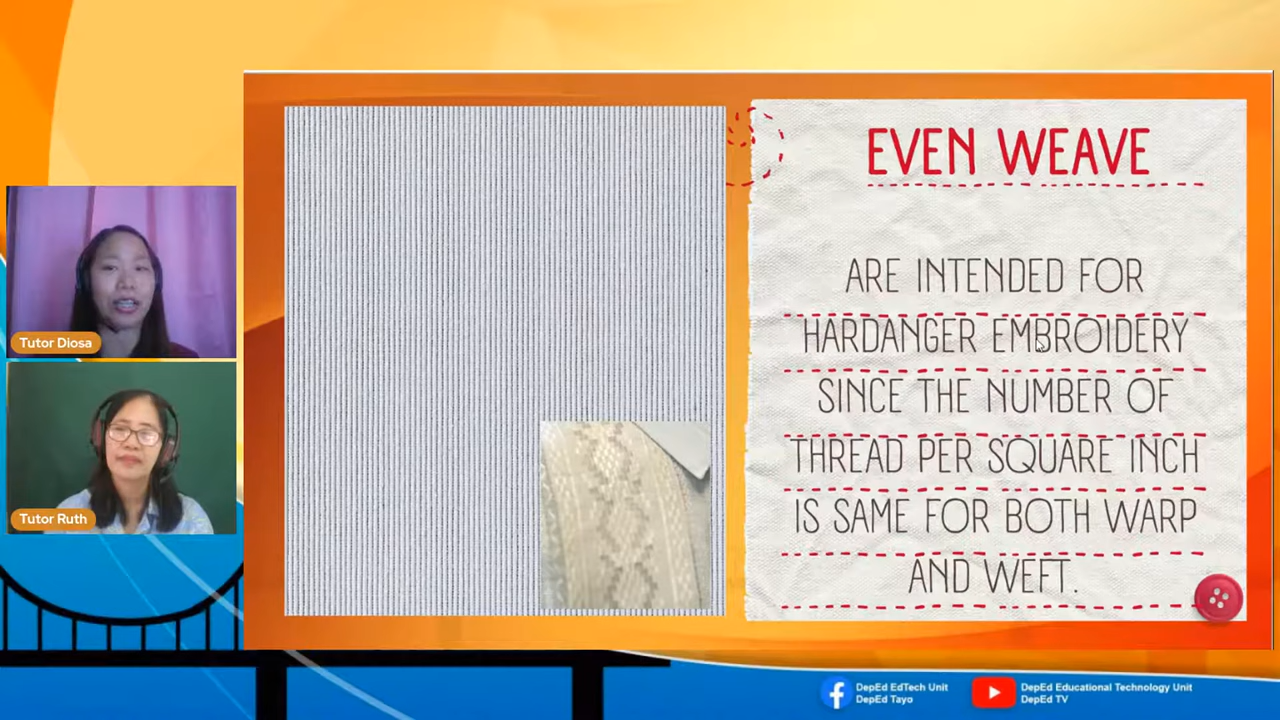 EVEN WEAVE
ARE INTENDED FOR
HARDANGER EMBROIDERY
SINCE THE NUMBER OF
THREAD PER SQUARE INCH
IS SAME FOR BOTH WARP
AND WEFT.
Tutor Diosa
Tutor Ruth
DepEd EdTech Unit
DepEd Tayo
DepEd Educational Technology Unit
DepEd TV